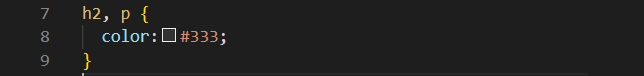 7 h2, p {
8 color:#333;
9 }